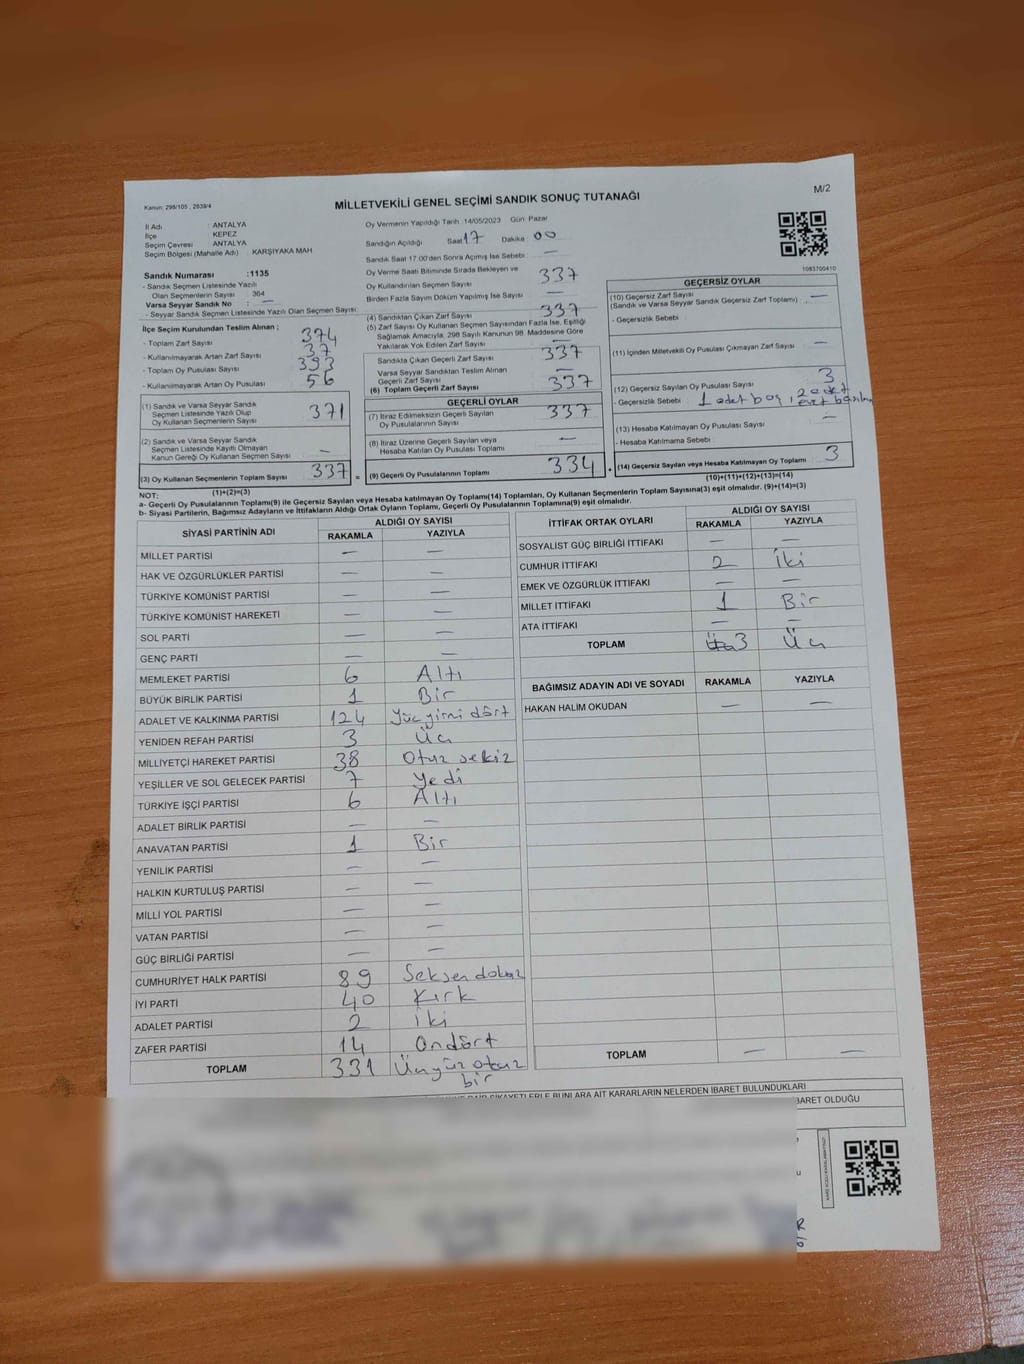 Kanun: 298/105 , 2839/4
M/2
MİLLETVEKİLİ GENEL SEÇİMİ SANDIK SONUÇ TUTANAĞI
İl Adı : ANTALYA
İlçe : KEPEZ
Seçim Çevresi : ANTALYA
Seçim Bölgesi (Mahalle Adı) : KARŞIYAKA MAH
Sandık Numarası :1135
- Sandık Seçmen Listesinde Yazılı
Olan Seçmenlerin Sayısı : 364
Varsa Seyyar Sandık No : —
- Seyyar Sandık Seçmen Listesinde Yazılı Olan Seçmen Sayısı:
İlçe Seçim Kurulundan Teslim Alınan ;
- Toplam Zarf Sayısı : 374
- Kullanılmayarak Artan Zarf Sayısı : 37
- Toplam Oy Pusulası Sayısı : 393
- Kullanılmayarak Artan Oy Pusulası : 56
(1) Sandık ve Varsa Seyyar Sandık
Seçmen Listesinde Yazılı Olup
Oy Kullanan Seçmenlerin Sayısı 371
(2) Sandık ve Varsa Seyyar Sandık
Seçmen Listesinde Kayıtlı Olmayan
Kanun Gereği Oy Kullanan Seçmen Sayısı —
(3) Oy Kullanan Seçmenlerin Toplam Sayısı 337
(1)+(2)=(3)
Oy Vermenin Yapıldığı Tarih :14/05/2023 Gün: Pazar
Sandığın Açıldığı Saat: 17 Dakika : 00
Sandık Saat 17.00'den Sonra Açılmış İse Sebebi : —
Oy Verme Saati Bitiminde Sırada Bekleyen ve
Oy Kullandırılan Seçmen Sayısı 337
Birden Fazla Sayım Döküm Yapılmış İse Sayısı —
(4) Sandıktan Çıkan Zarf Sayısı 337
(5) Zarf Sayısı Oy Kullanan Seçmen Sayısından Fazla İse, Eşitliği
Sağlamak Amacıyla; 298 Sayılı Kanunun 98. Maddesine Göre
Yakılarak Yok Edilen Zarf Sayısı —
Sandıkta Çıkan Geçerli Zarf Sayısı 337
Varsa Seyyar Sandıktan Teslim Alınan
Geçerli Zarf Sayısı —
(6) Toplam Geçerli Zarf Sayısı 337
GEÇERLİ OYLAR
(7) İtiraz Edilmeksizin Geçerli Sayılan
Oy Pusulasının Sayısı 337
(8) İtiraz Üzerine Geçerli Sayılan veya
Hesaba Katılan Oy Pusulası Toplamı —
(9) Geçerli Oy Pusulalarının Toplamı 334
1083700410
GEÇERSİZ OYLAR
(10) Geçersiz Zarf Sayısı
(Sandık ve Varsa Seyyar Sandık Geçersiz Zarf Toplamı) —
- Geçersizlik Sebebi :
(11) İçinden Milletvekili Oy Pusulası Çıkmayan Zarf Sayısı —
(12) Geçersiz Sayılan Oy Pusulası Sayısı 3
- Geçersizlik Sebebi : 1 adet boş, 2 adet
evet basılmış
(13) Hesaba Katılmayan Oy Pusulası Sayısı —
- Hesaba Katılmama Sebebi :
(14) Geçersiz Sayılan veya Hesaba Katılmayan Oy Toplamı 3
(10)+(11)+(12)+(13)=(14)
NOT:
a- Geçerli Oy Pusulalarının Toplamı(9) ile Geçersiz Sayılan veya Hesaba katılmayan Oy Toplamı(14) Toplamları, Oy Kullanan Seçmenlerin Toplam Sayısına(3) eşit olmalıdır. (9)+(14)=(3)
b- Siyasi Partilerin, Bağımsız Adayların ve İttifakların Aldığı Ortak Oyların Toplamı, Geçerli Oy Pusulalarının Toplamına(9) eşit olmalıdır.
SİYASİ PARTİNİN ADI ALDIĞI OY SAYISI
RAKAMLA YAZIYLA
MİLLET PARTİSİ — —
HAK VE ÖZGÜRLÜKLER PARTİSİ — —
TÜRKİYE KOMÜNİST PARTİSİ — —
TÜRKİYE KOMÜNİST HAREKETİ — —
SOL PARTİ — —
GENÇ PARTİ — —
MEMLEKET PARTİSİ 6 Altı
BÜYÜK BİRLİK PARTİSİ 1 Bir
ADALET VE KALKINMA PARTİSİ 124 Yüzyirmi dört
YENİDEN REFAH PARTİSİ 3 Üç
MİLLİYETÇİ HAREKET PARTİSİ 38 Otuz sekiz
YEŞİLLER VE SOL GELECEK PARTİSİ 7 Yedi
TÜRKİYE İŞÇİ PARTİSİ 6 Altı
ADALET BİRLİK PARTİSİ — —
ANAVATAN PARTİSİ 1 Bir
YENİLİK PARTİSİ — —
HALKIN KURTULUŞ PARTİSİ — —
MİLLİ YOL PARTİSİ — —
VATAN PARTİSİ — —
GÜÇ BİRLİĞİ PARTİSİ — —
CUMHURİYET HALK PARTİSİ 89 Seksen dokuz
İYİ PARTİ 40 Kırk
ADALET PARTİSİ 2 iki
ZAFER PARTİSİ 14 Ondört
TOPLAM 331 Üçyüz otuz
bir
İTTİFAK ORTAK OYLARI ALDIĞI OY SAYISI
RAKAMLA YAZIYLA
SOSYALİST GÜÇ BİRLİĞİ İTTİFAKI — —
CUMHUR İTTİFAKI 2 İki
EMEK VE ÖZGÜRLÜK İTTİFAKI — —
MİLLET İTTİFAKI 1 Bir
ATA İTTİFAKI — —
TOPLAM 3 Üç
BAĞIMSIZ ADAYIN ADI VE SOYADI RAKAMLA YAZIYLA
HAKAN HALİM OKUDAN — —
TOPLAM — —
ŞİKAYETLERLE BUNLARA AİT KARARLARIN NELERDEN İBARET BULUNDUKLARI
İBARET OLDUĞU